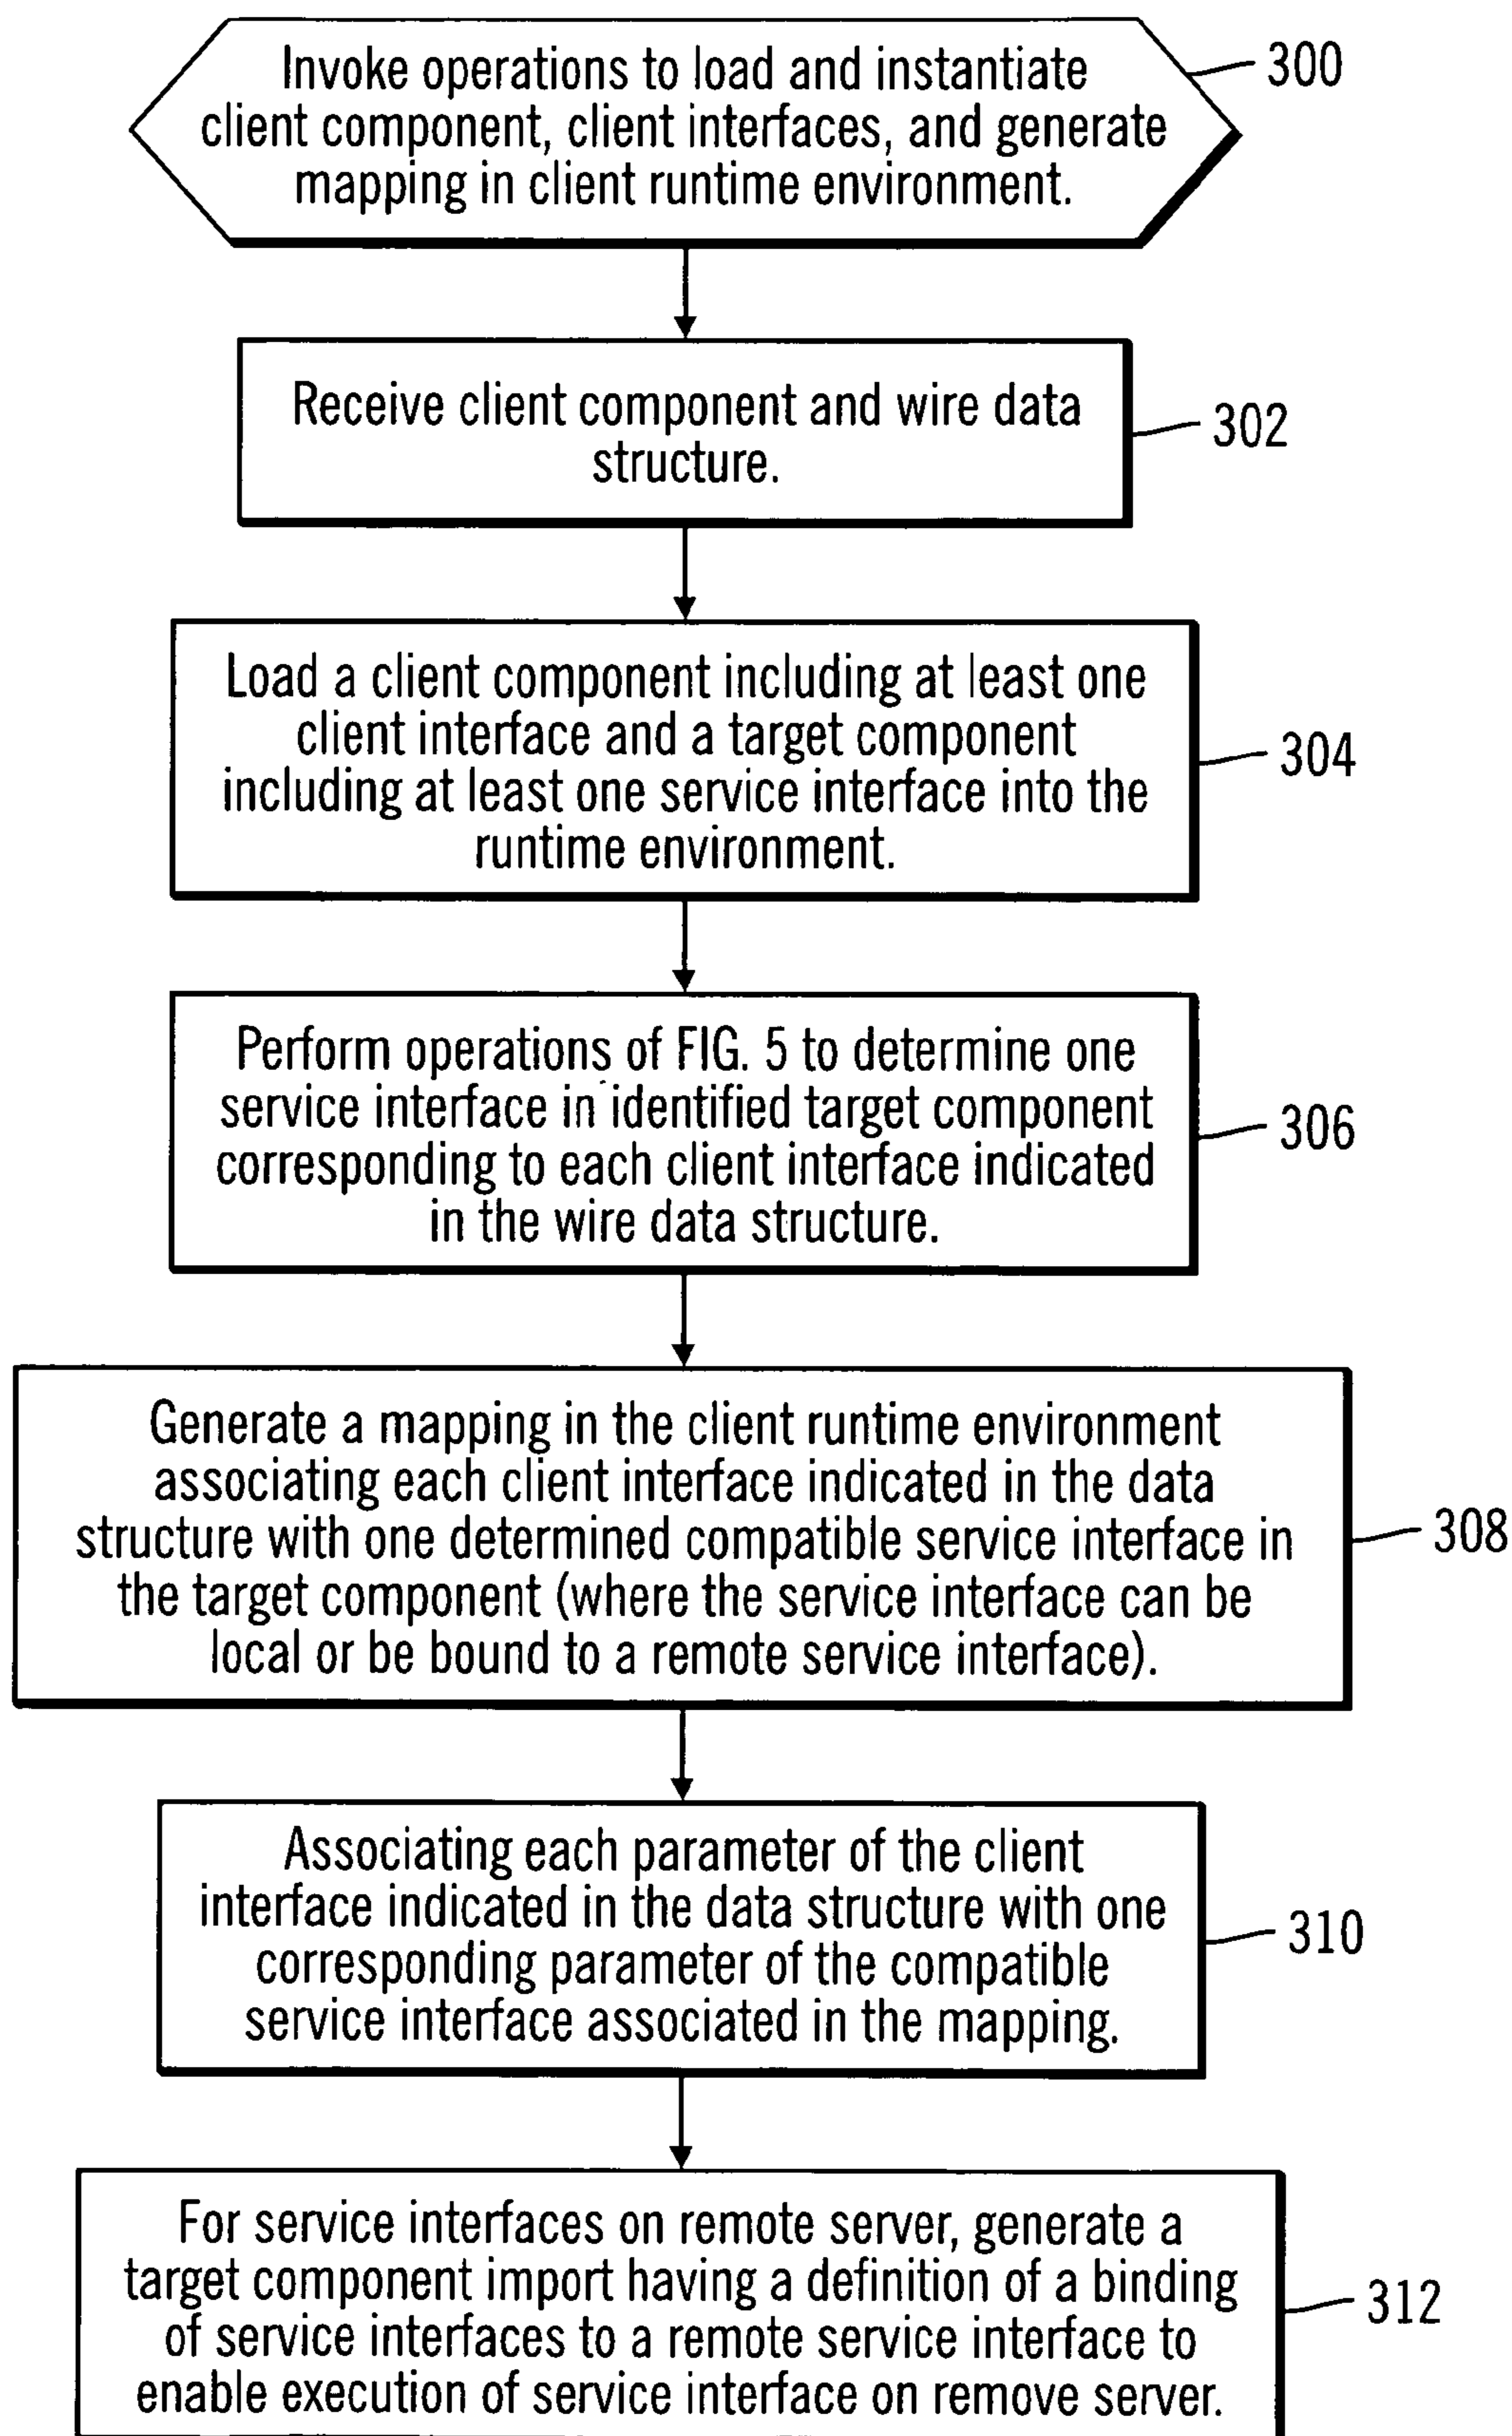 Invoke operations to load and instantiate
client component, client interfaces, and generate
mapping in client runtime environment.
300
Receive client component and wire data
structure.
302
Load a client component including at least one
client interface and a target component
including at least one service interface into the
runtime environment.
304
Perform operations of FIG. 5 to determine one
service interface in identified target component
corresponding to each client interface indicated
in the wire data structure.
306
Generate a mapping in the client runtime environment
associating each client interface indicated in the data
structure with one determined compatible service interface in
the target component (where the service interface can be
local or be bound to a remote service interface).
308
Associating each parameter of the client
interface indicated in the data structure with one
corresponding parameter of the compatible
service interface associated in the mapping.
310
For service interfaces on remote server, generate a
target component import having a definition of a binding
of service interfaces to a remote service interface to
enable execution of service interface on remove server.
312